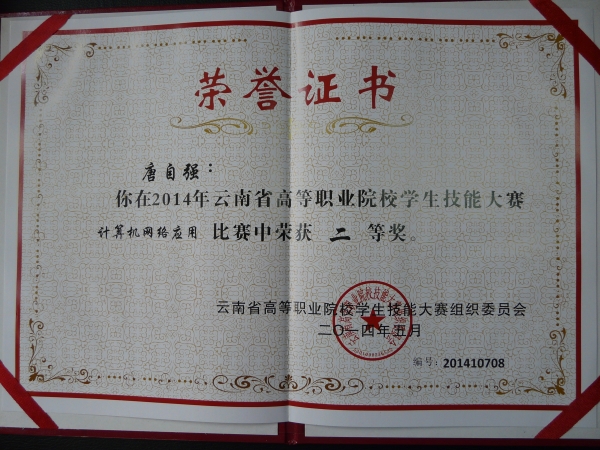 荣誉证书
唐自强：
你在2014年云南省高等职业院校学生技能大赛
计算机网络应用 比赛中荣获 二 等奖。
云南省高等职业院校学生技能大赛组织委员会
二〇一四年五月
编号：201410708